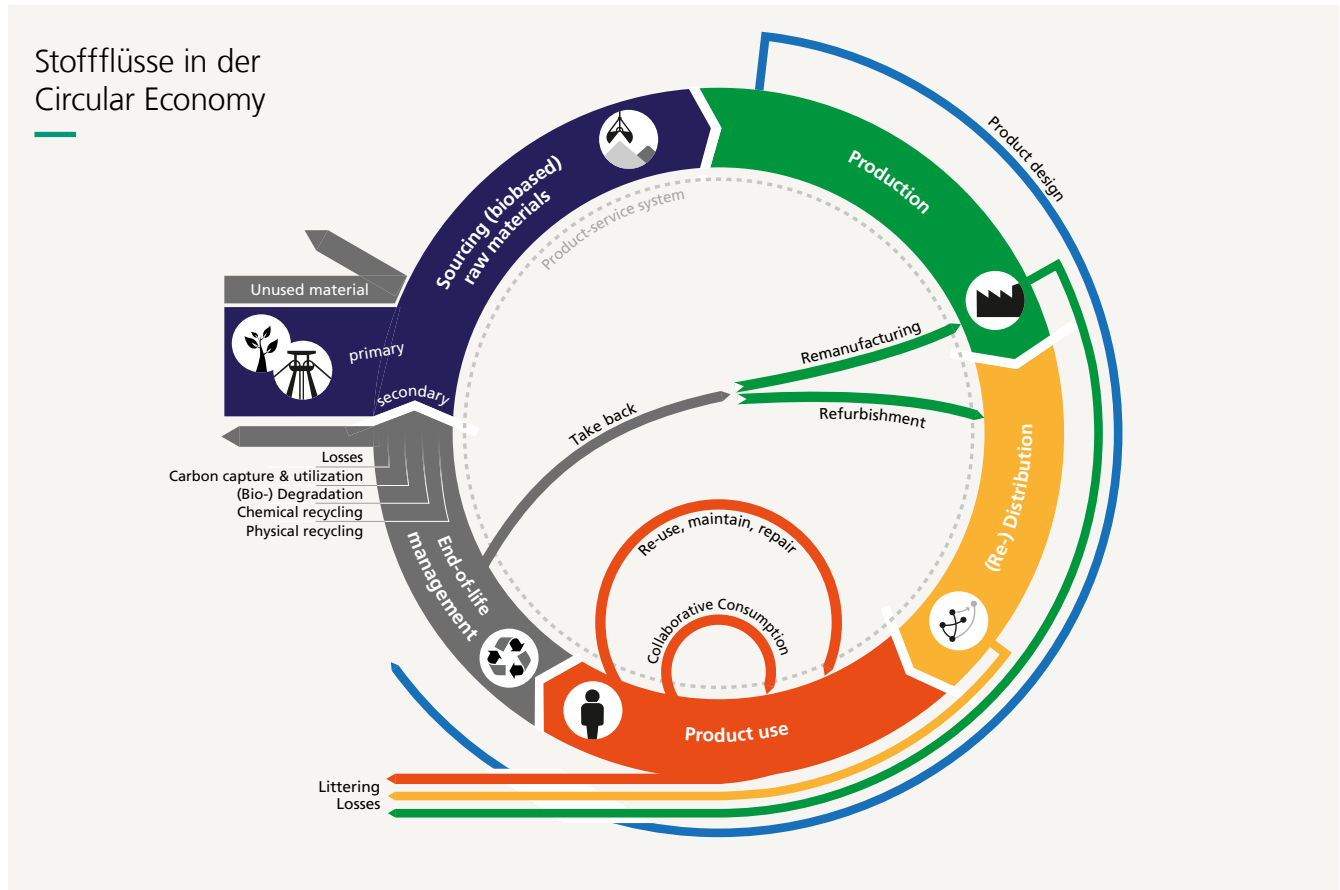 Stoffflüsse in der
Circular Economy
Product design
Production
Sourcing (biobased)
raw materials
Product-service system
Unused material
primary
secondary
Remanufacturing
Refurbishment
Take back
Losses
Carbon capture & utilization
(Bio-) Degradation
Chemical recycling
Physical recycling
(Re-) Distribution
Re-use, maintain, repair
Collaborative Consumption
End-of-life
management
Product use
Littering
Losses